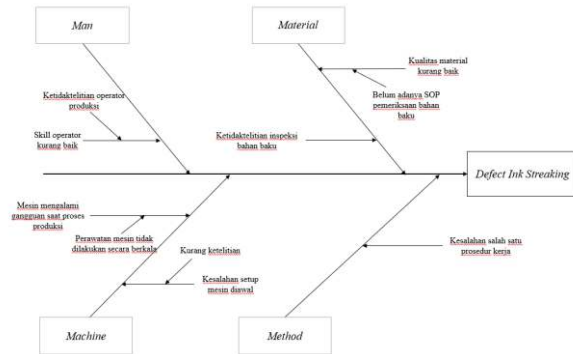 Man
Material
Kualitas material
kurang baik
Ketidaktelitian operator
produksi
Belum adanya SOP
pemeriksaan bahan
baku
Skill operator
kurang baik
Ketidaktelitian inspeksi
bahan baku
Defect Ink Streaking
Mesin mengalami
gangguan saat proses
produksi
Perawatan mesin tidak
dilakukan secara berkala
Kurang ketelitian
Kesalahan salah satu
prosedur kerja
Kesalahan setup
mesin diawal
Machine
Method